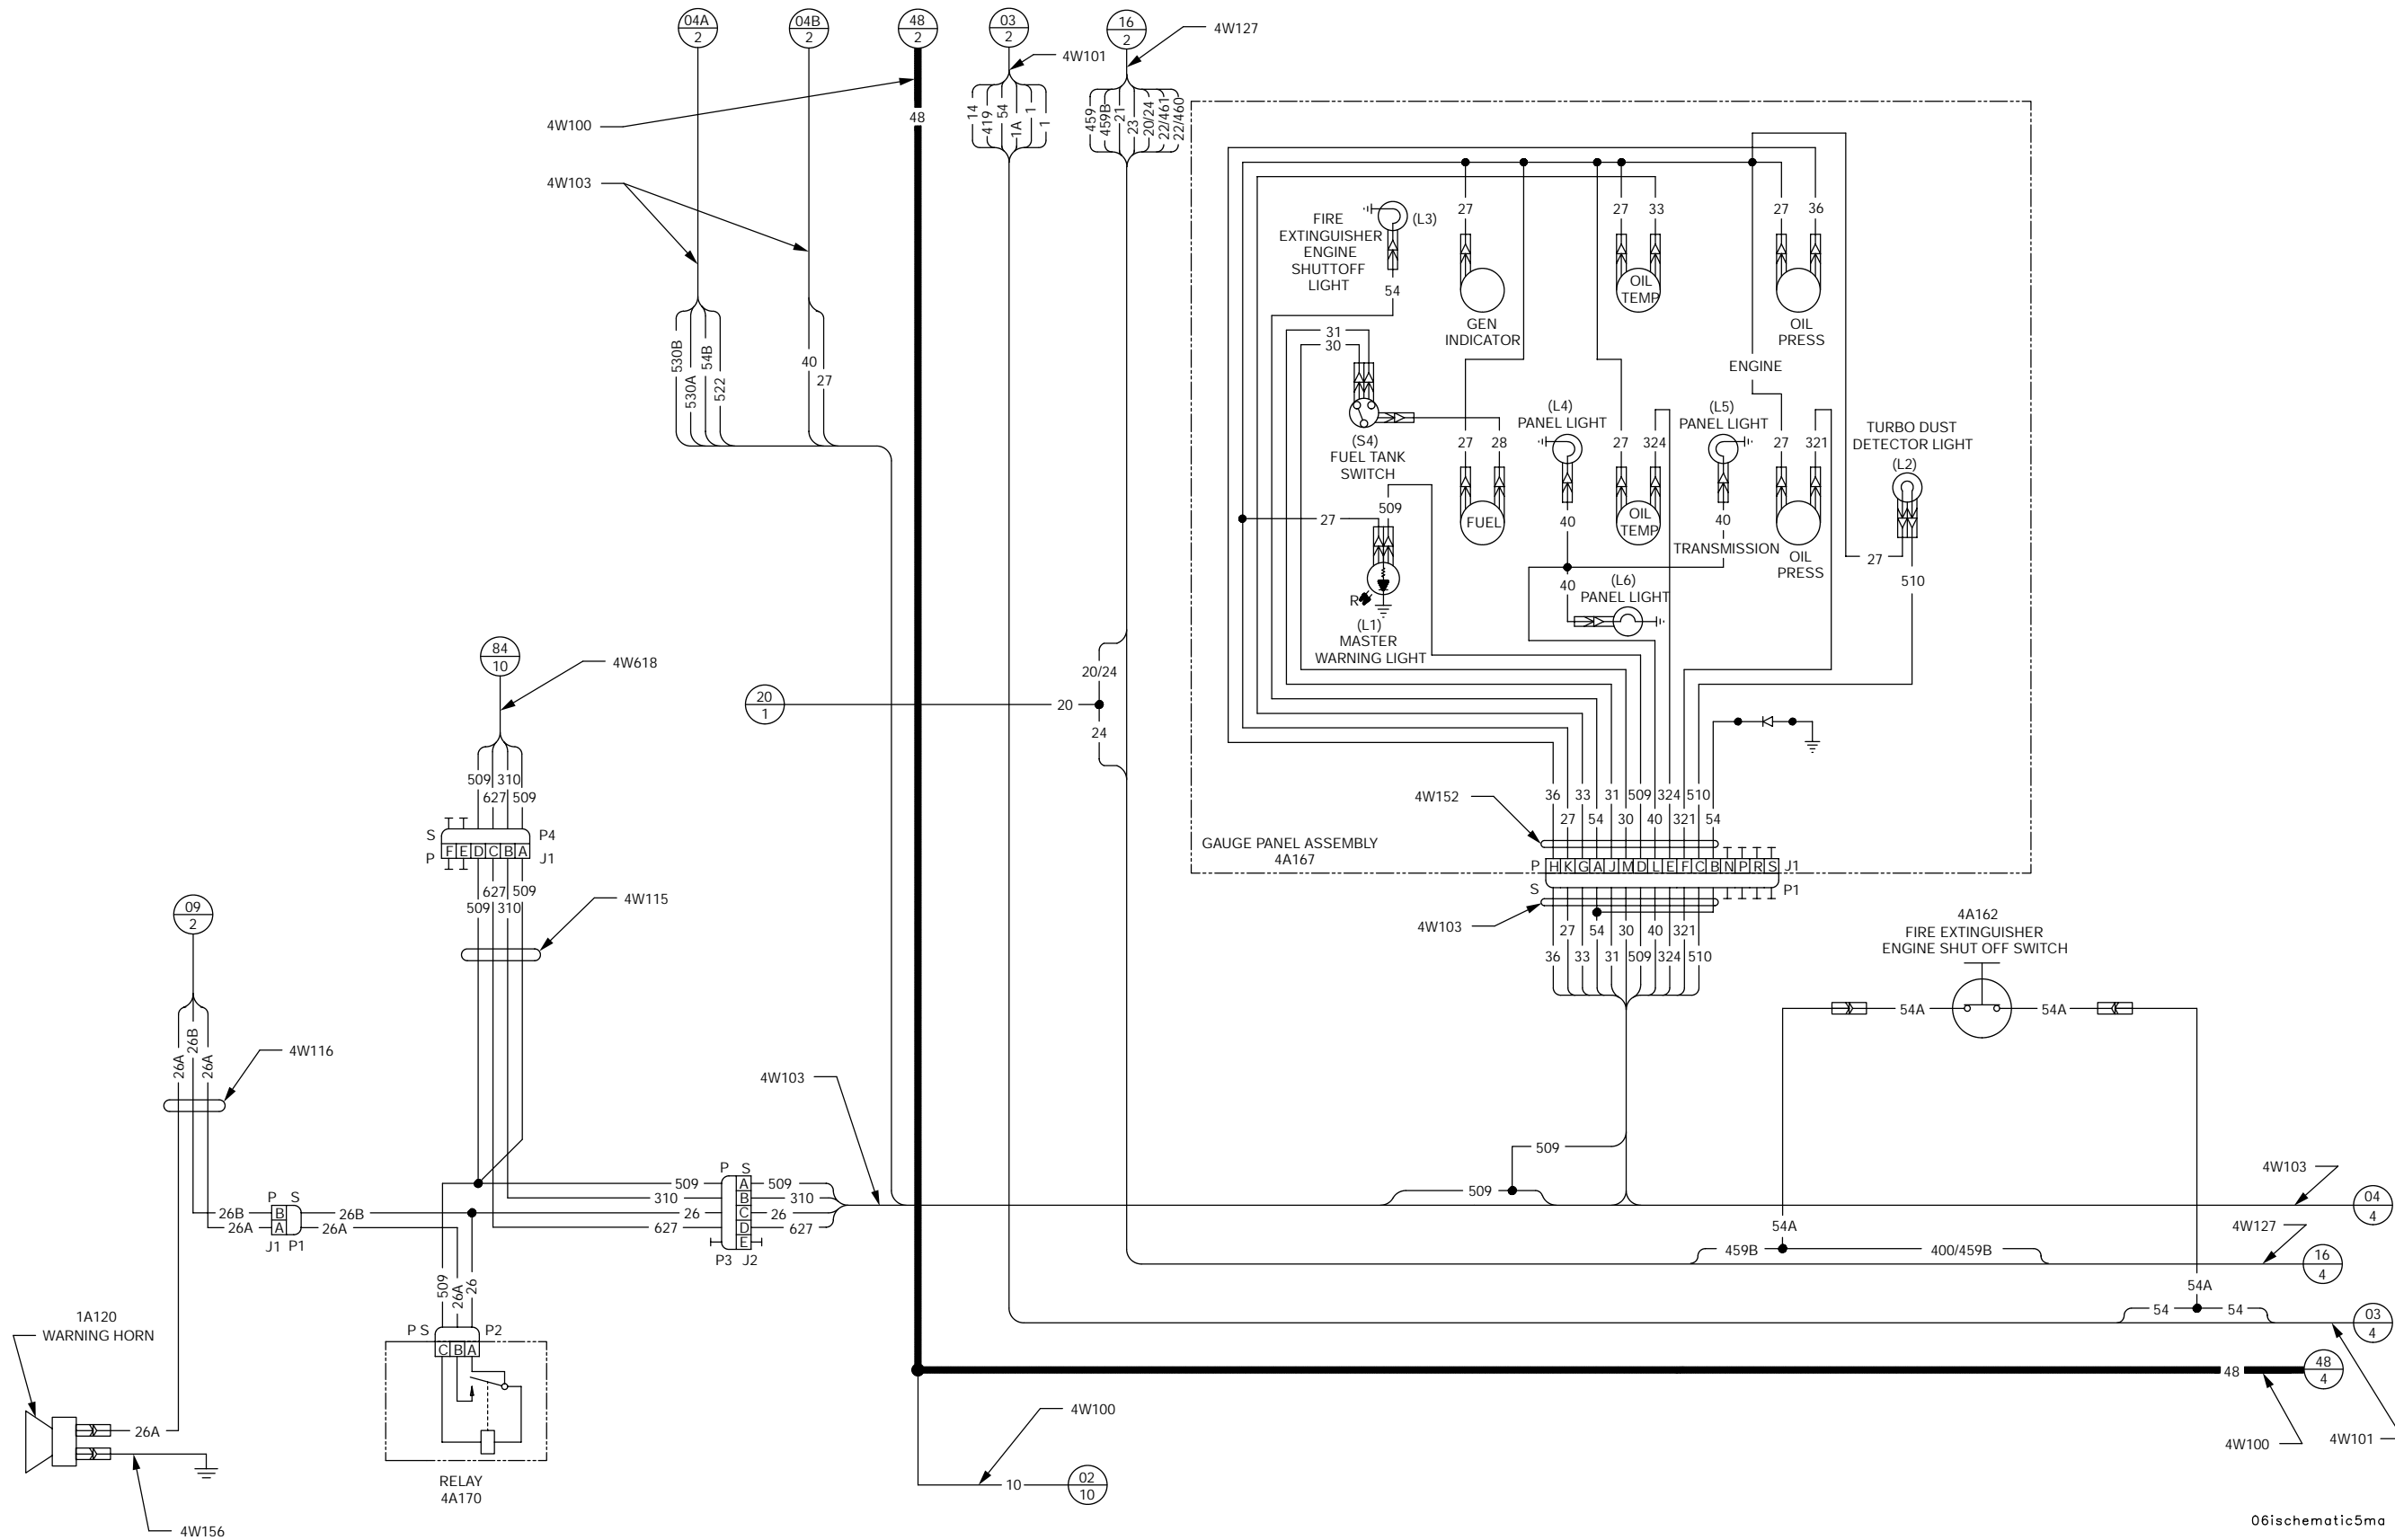 04A
2
04B
2
48
2
03
2
16
2
4W127
4W101
4W100
4W103
48
14
419
54
1A
1
1
459
459B
21
23
20/24
22/461
22/460
530B
530A
54B
522
40
27
FIRE
EXTINGUISHER
ENGINE
SHUTTOFF
LIGHT
(L3)
54
27
GEN
INDICATOR
27
33
OIL
TEMP
27
36
OIL
PRESS
ENGINE
31
30
(S4)
FUEL TANK
SWITCH
27
28
FUEL
(L4)
PANEL LIGHT
40
40
27
324
OIL
TEMP
(L5)
PANEL LIGHT
40
TRANSMISSION
27
321
OIL
PRESS
TURBO DUST
DETECTOR LIGHT
(L2)
27
510
27
509
R
(L1)
MASTER
WARNING LIGHT
(L6)
PANEL LIGHT
84
10
4W618
20
1
20
20/24
24
509 310
627 509
S
P4
P
F E D C B A
J1
627 509
509 310
4W115
4W152
36 33 31 509 324 510
27 54 30 40 321 54
GAUGE PANEL ASSEMBLY
4A167
P
H K G A J M D L E F C B N P R S
J1
S
P1
4W103
27 54 30 40 321
36 33 31 509 324 510
4A162
FIRE EXTINGUISHER
ENGINE SHUT OFF SWITCH
54A
54A
09
2
26A
26B
26A
4W116
4W103
509
P S
509 A 509
310 B 310
26 C 26
627 D 627
E
P3 J2
P S
26B B 26B
26A A 26A
J1 P1
509
4W103
04
4
54A
4W127
459B
400/459B
16
4
54A
54
54
03
4
509
26A
26
P S
P2
C B A
RELAY
4A170
1A120
WARNING HORN
26A
4W156
48
48
4
4W100
10
02
10
4W100
4W101
06ischematic5ma